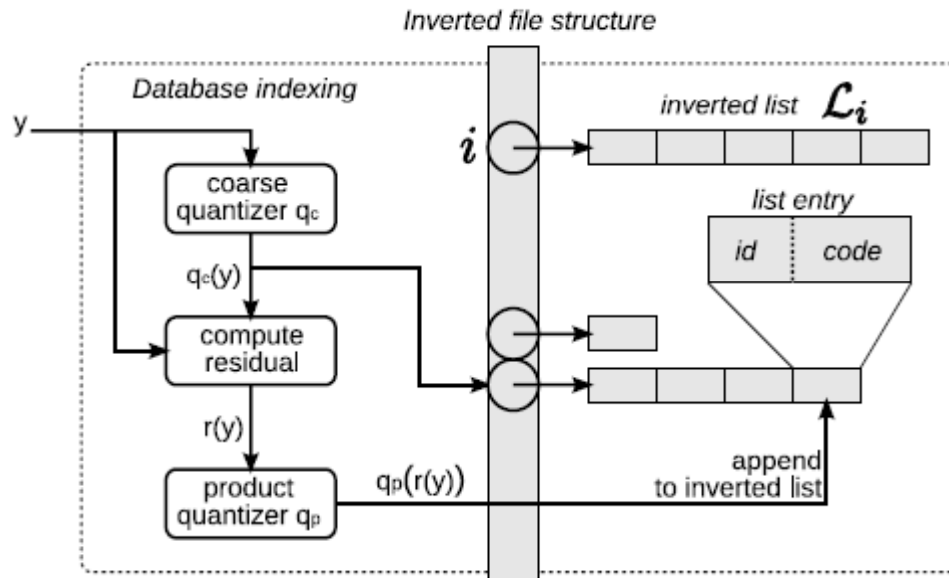 Inverted file structure
Database indexing
y
inverted list 𝓛ᵢ
i
coarse
quantizer qc
list entry
id
code
qc(y)
compute
residual
r(y)
append
to inverted list
qp(r(y))
product
quantizer qp